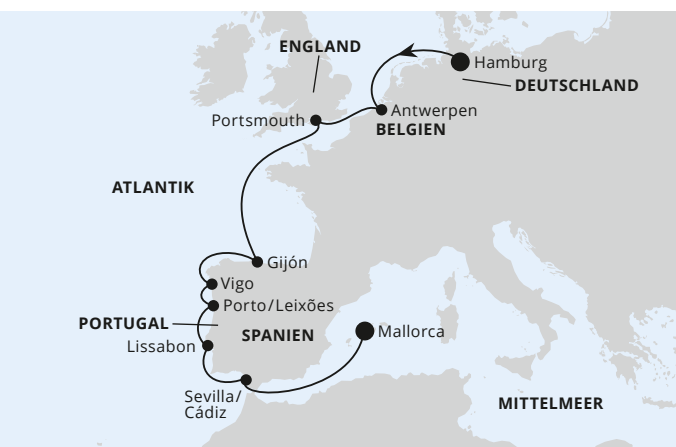 ENGLAND
Hamburg
DEUTSCHLAND
Antwerpen
Portsmouth
BELGIEN
ATLANTIK
Gijón
Vigo
Porto/Leixões
PORTUGAL
SPANIEN
Mallorca
Lissabon
Sevilla/
Cádiz
MITTELMEER